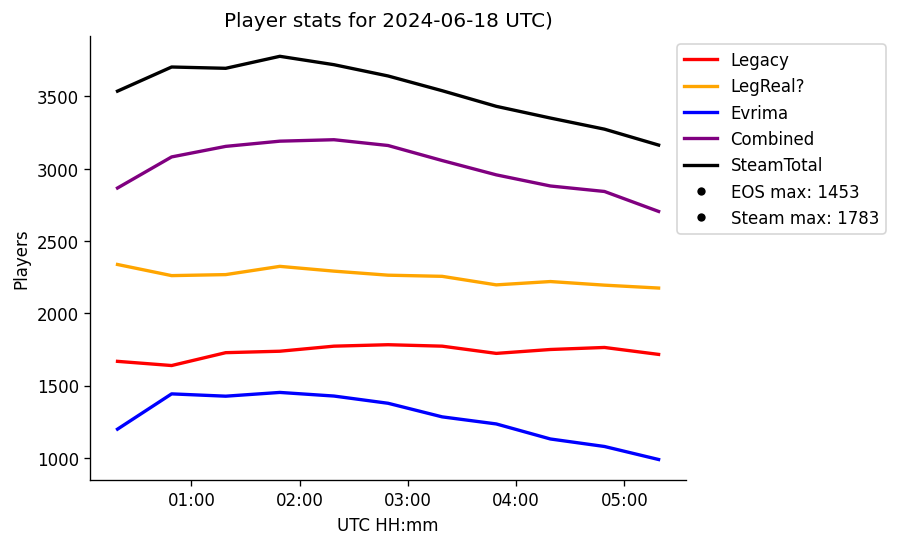 Player stats for 2024-06-18 UTC)
Legacy
LegReal?
Evrima
Combined
SteamTotal
EOS max: 1453
Steam max: 1783
Players
3500
3000
2500
2000
1500
1000
01:00
02:00
03:00
04:00
05:00
UTC HH:mm